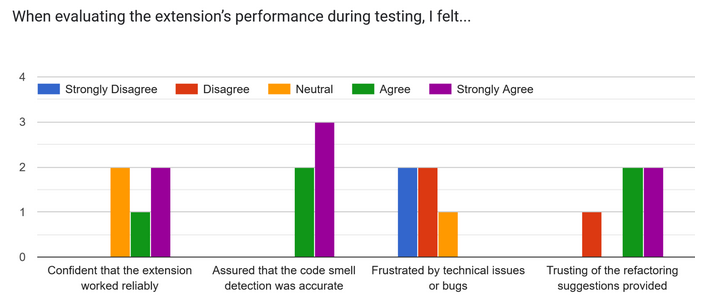 When evaluating the extension's performance during testing, I felt...
4
Strongly Disagree Disagree Neutral Agree Strongly Agree
3
2
1
0
Confident that the extension
worked reliably
Assured that the code smell
detection was accurate
Frustrated by technical issues
or bugs
Trusting of the refactoring
suggestions provided